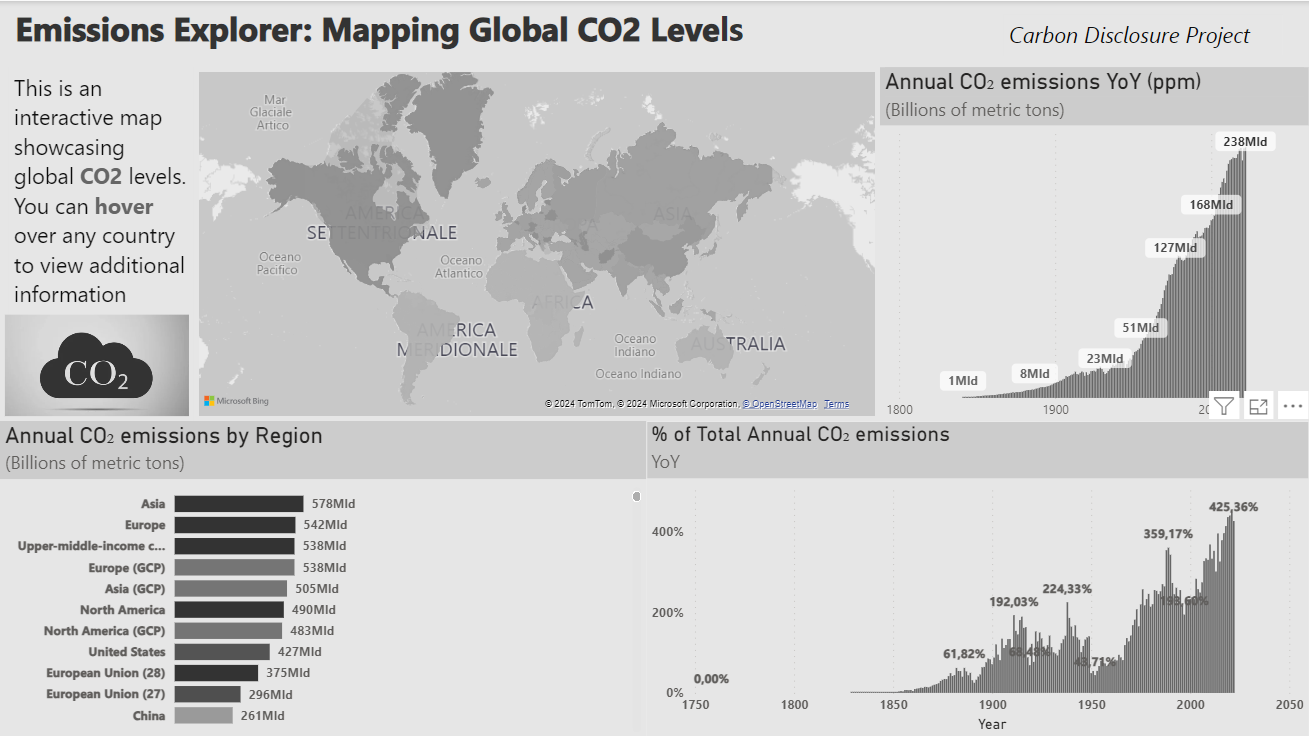 Emissions Explorer: Mapping Global CO2 Levels
Carbon Disclosure Project
This is an
interactive map
showcasing
global CO2 levels.
You can hover
over any country
to view additional
information
CO₂
Mar
Glaciale
Artico
AMERICA
SETTENTRIONALE
ASIA
Oceano
Pacifico
Oceano
Atlantico
AFRICA
AMERICA
MERIDIONALE
Oceano
Indiano
AUSTRALIA
Oceano Indiano
Microsoft Bing
© 2024 TomTom, © 2024 Microsoft Corporation, © OpenStreetMap Terms
Annual CO₂ emissions YoY (ppm)
(Billions of metric tons)
238Mld
168Mld
127Mld
51Mld
23Mld
8Mld
1Mld
1800 1900 20
Annual CO₂ emissions by Region
(Billions of metric tons)
Asia 578Mld
Europe 542Mld
Upper-middle-income c... 538Mld
Europe (GCP) 538Mld
Asia (GCP) 505Mld
North America 490Mld
North America (GCP) 483Mld
United States 427Mld
European Union (28) 375Mld
European Union (27) 296Mld
China 261Mld
% of Total Annual CO₂ emissions
YoY
400%
200%
0%
425,36%
359,17%
224,33%
192,03%
193,60%
68,48%
61,82%
43,71%
0,00%
1750 1800 1850 1900 1950 2000 2050
Year